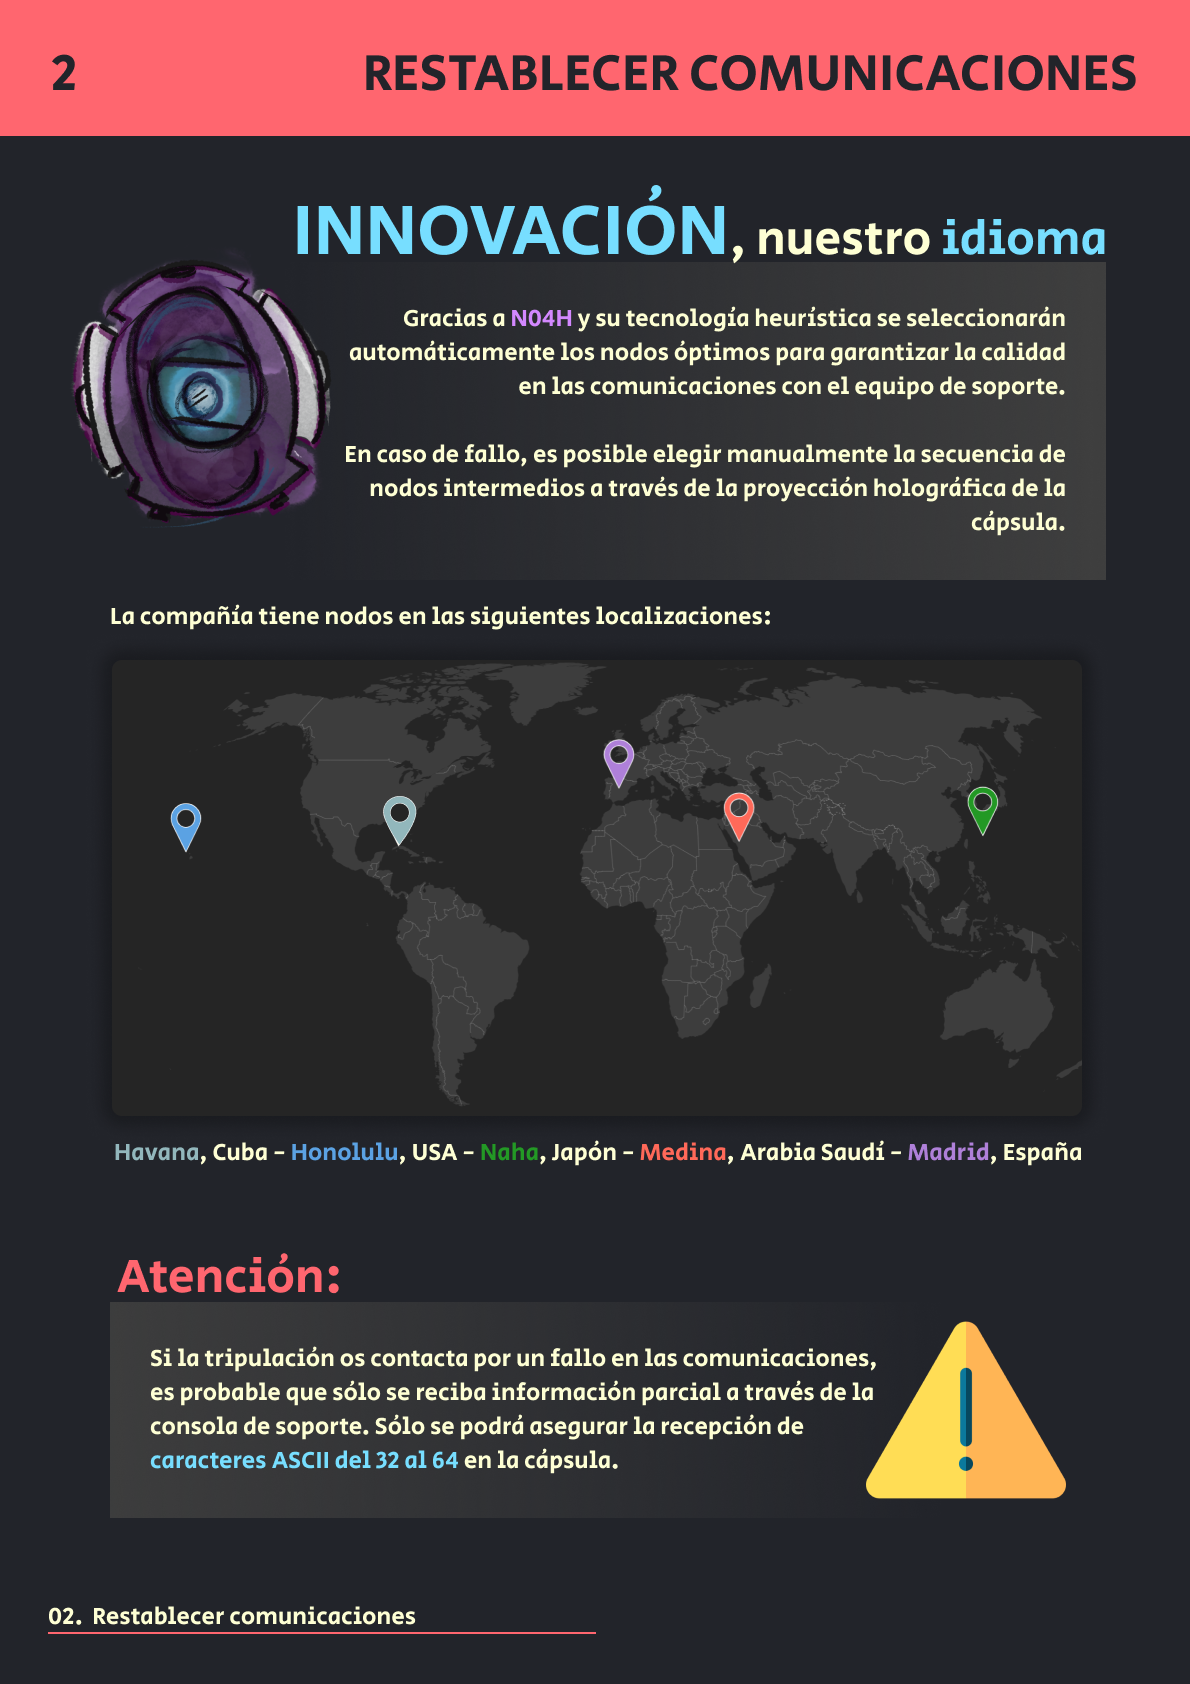 2
RESTABLECER COMUNICACIONES
INNOVACIÓN, nuestro idioma
Gracias a N04H y su tecnología heurística se seleccionarán
automáticamente los nodos óptimos para garantizar la calidad
en las comunicaciones con el equipo de soporte.
En caso de fallo, es posible elegir manualmente la secuencia de
nodos intermedios a través de la proyección holográfica de la
cápsula.
La compañía tiene nodos en las siguientes localizaciones:
Havana, Cuba - Honolulu, USA - Naha, Japón - Medina, Arabia Saudí - Madrid, España
Atención:
Si la tripulación os contacta por un fallo en las comunicaciones,
es probable que sólo se reciba información parcial a través de la
consola de soporte. Sólo se podrá asegurar la recepción de
caracteres ASCII del 32 al 64 en la cápsula.
02. Restablecer comunicaciones